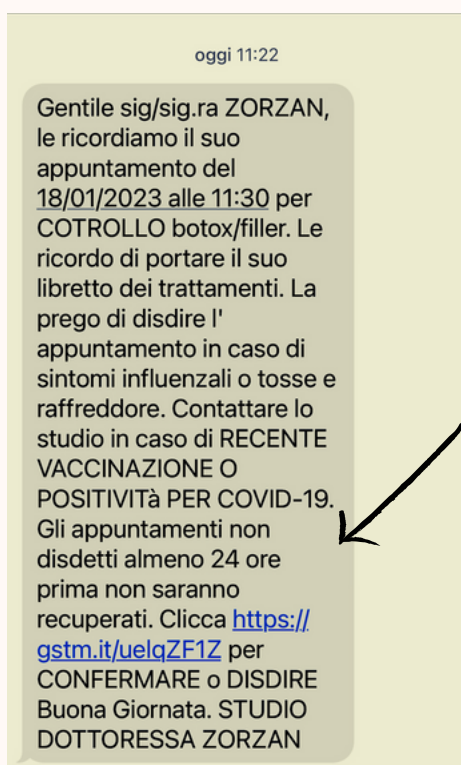 oggi 11:22
Gentile sig/sig.ra ZORZAN,
le ricordiamo il suo
appuntamento del
18/01/2023 alle 11:30 per
COTROLLO botox/filler. Le
ricordo di portare il suo
libretto dei trattamenti. La
prego di disdire l'
appuntamento in caso di
sintomi influenzali o tosse e
raffreddore. Contattare lo
studio in caso di RECENTE
VACCINAZIONE O
POSITIVITà PER COVID-19.
Gli appuntamenti non
disdetti almeno 24 ore
prima non saranno
recuperati. Clicca https://
gstm.it/uelqZF1Z per
CONFERMARE o DISDIRE
Buona Giornata. STUDIO
DOTTORESSA ZORZAN